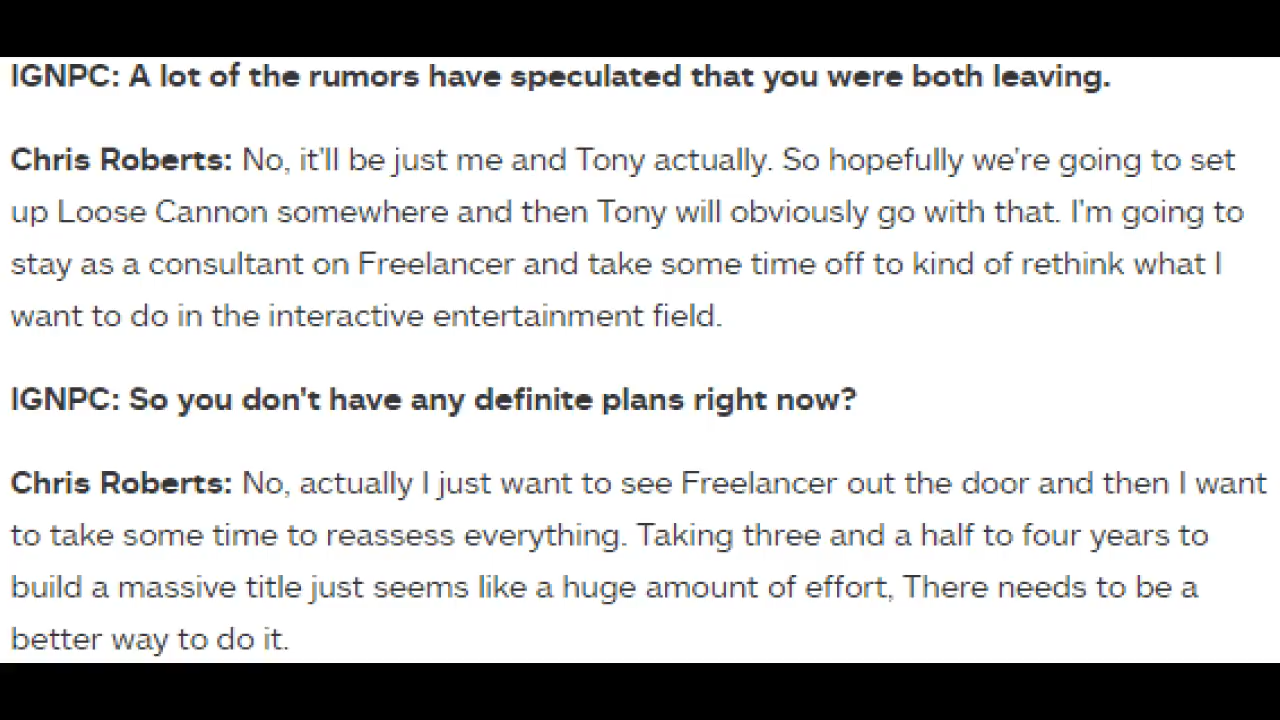 IGNPC: A lot of the rumors have speculated that you were both leaving.
Chris Roberts: No, it'll be just me and Tony actually. So hopefully we're going to set
up Loose Cannon somewhere and then Tony will obviously go with that. I'm going to
stay as a consultant on Freelancer and take some time off to kind of rethink what I
want to do in the interactive entertainment field.
IGNPC: So you don't have any definite plans right now?
Chris Roberts: No, actually I just want to see Freelancer out the door and then I want
to take some time to reassess everything. Taking three and a half to four years to
build a massive title just seems like a huge amount of effort, There needs to be a
better way to do it.